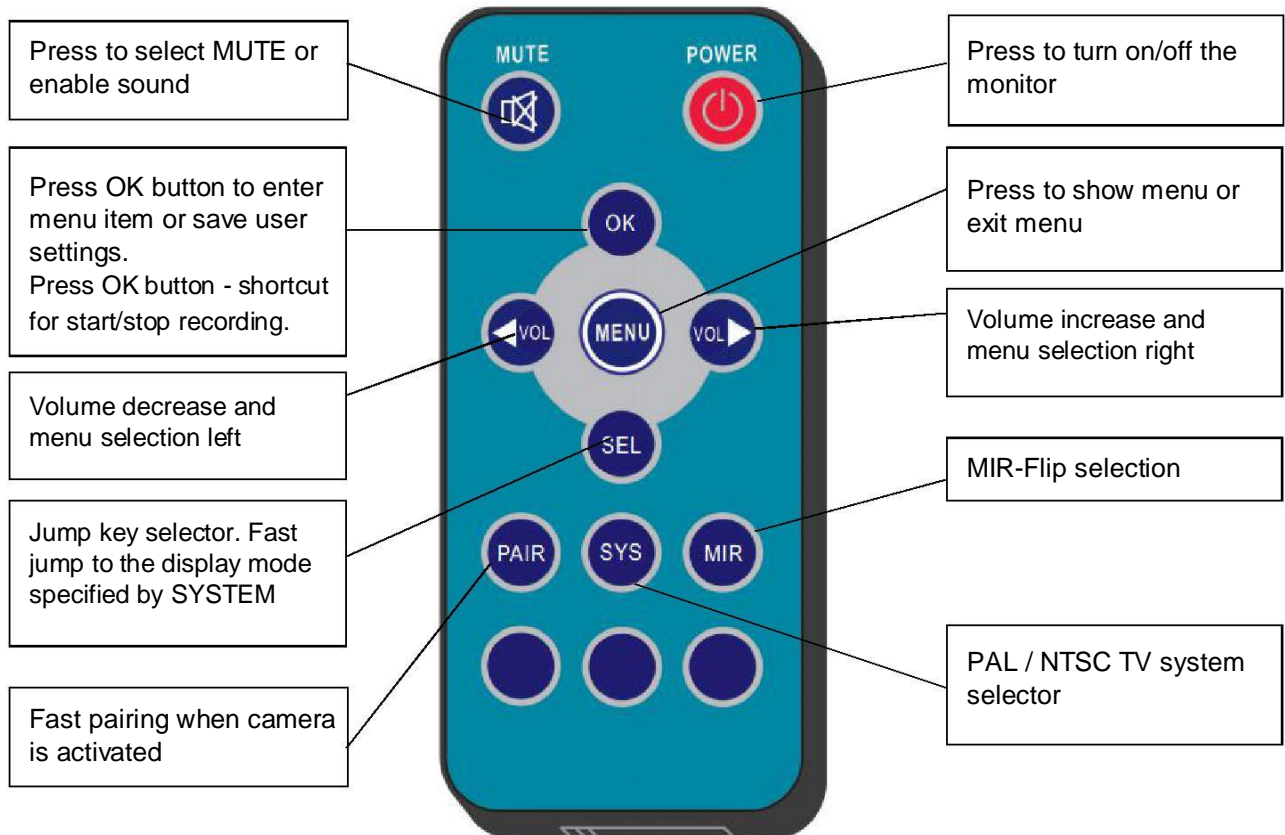 Press to select MUTE or
enable sound
Press OK button to enter
menu item or save user
settings.
Press OK button - shortcut
for start/stop recording.
Volume decrease and
menu selection left
Jump key selector. Fast
jump to the display mode
specified by SYSTEM
Fast pairing when camera
is activated
MUTE
POWER
OK
VOL
MENU
VOL
SEL
PAIR
SYS
MIR
Press to turn on/off the
monitor
Press to show menu or
exit menu
Volume increase and
menu selection right
MIR-Flip selection
PAL / NTSC TV system
selector